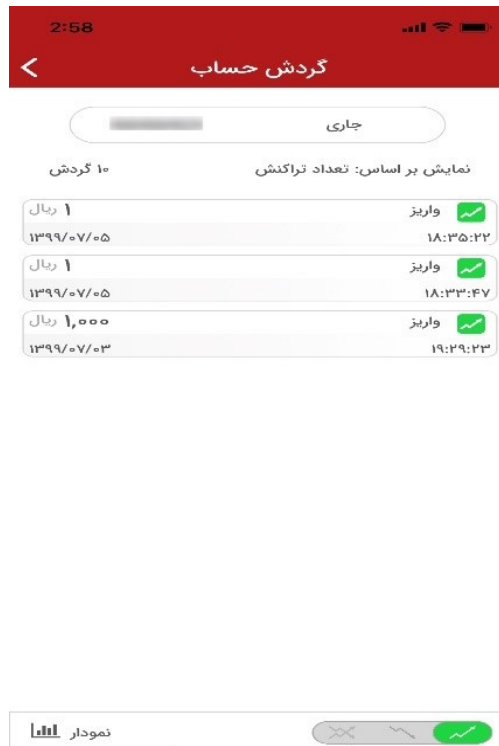 2:58
گردش حساب
جاری
نمایش بر اساس: تعداد تراکنش ۱۰ گردش
واریز ۱ ریال
۱۸:۳۵:۲۲ ۱۳۹۹/۰۷/۰۵
واریز ۱ ریال
۱۸:۳۳:۴۷ ۱۳۹۹/۰۷/۰۵
واریز ۱,۰۰۰ ریال
۱۹:۲۹:۲۳ ۱۳۹۹/۰۷/۰۳
نمودار